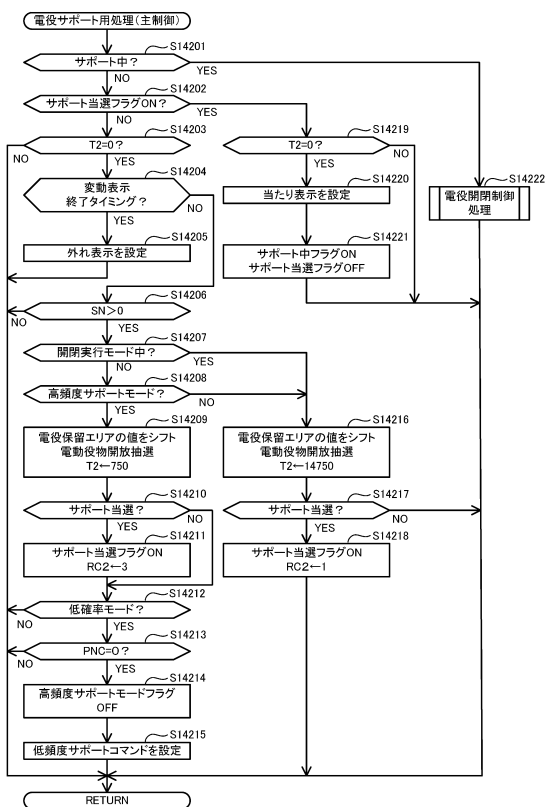 電役サポート用処理(主制御)
S14201
サポート中?
NO
YES
S14202
サポート当選フラグON?
NO
YES
S14203
T2=0?
NO
YES
S14204
変動表示
終了タイミング?
NO
YES
S14205
外れ表示を設定
S14219
T2=0?
NO
YES
S14220
当たり表示を設定
S14221
サポート中フラグON
サポート当選フラグOFF
S14222
電役開閉制御
処理
S14206
SN>0
NO
YES
S14207
開閉実行モード中?
NO
YES
S14208
高頻度サポートモード?
NO
YES
S14209
電役保留エリアの値をシフト
電動役物開放抽選
T2←750
S14210
サポート当選?
NO
YES
S14211
サポート当選フラグON
RC2←3
S14216
電役保留エリアの値をシフト
電動役物開放抽選
T2←14750
S14217
サポート当選?
NO
YES
S14218
サポート当選フラグON
RC2←1
S14212
低確率モード?
NO
YES
S14213
PNC=0?
NO
YES
S14214
高頻度サポートモードフラグ
OFF
S14215
低頻度サポートコマンドを設定
RETURN